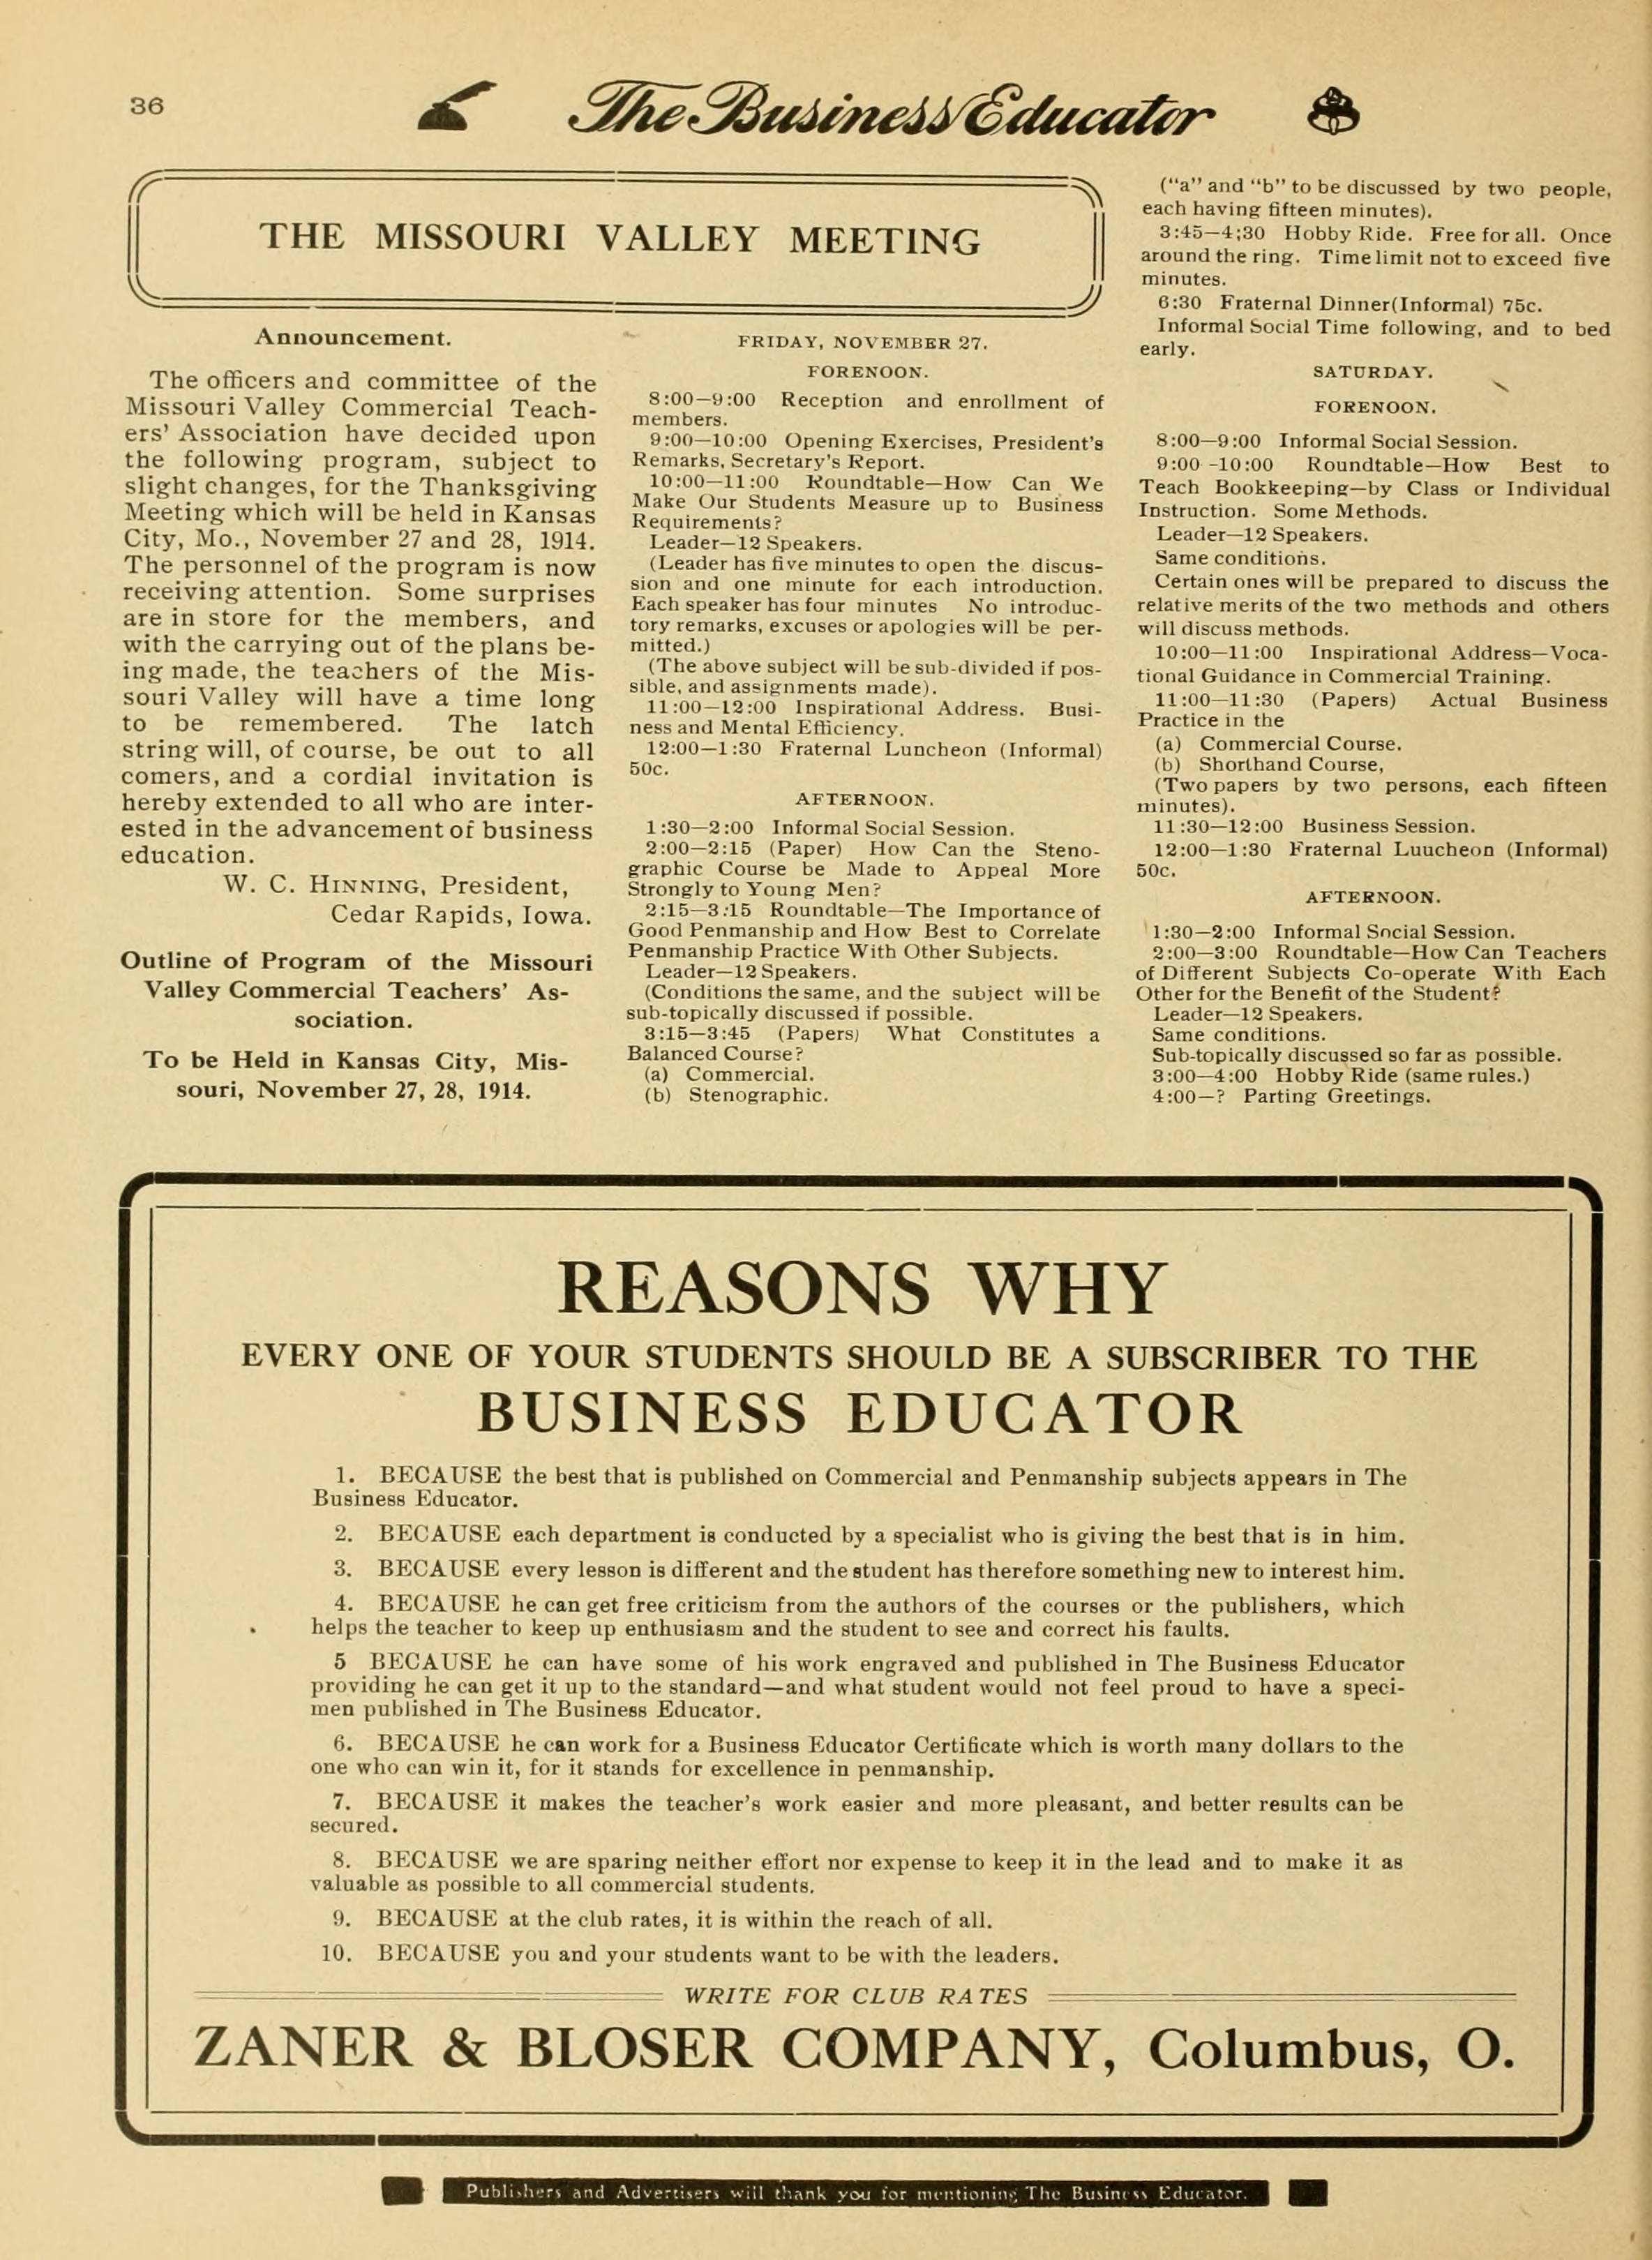 36
The Business Educator
THE MISSOURI VALLEY MEETING
Announcement.
The officers and committee of the
Missouri Valley Commercial Teach-
ers' Association have decided upon
the following program, subject to
slight changes, for the Thanksgiving
Meeting which will be held in Kansas
City, Mo., November 27 and 28, 1914.
The personnel of the program is now
receiving attention. Some surprises
are in store for the members, and
with the carrying out of the plans be-
ing made, the teachers of the Mis-
souri Valley will have a time long
to be remembered. The latch
string will, of course, be out to all
comers, and a cordial invitation is
hereby extended to all who are inter-
ested in the advancement of business
education.
W. C. HINNING, President,
Cedar Rapids, Iowa.
Outline of Program of the Missouri
Valley Commercial Teachers' As-
sociation.
To be Held in Kansas City, Mis-
souri, November 27, 28, 1914.
FRIDAY, NOVEMBER 27.
FORENOON.
8:00—9:00 Reception and enrollment of
members.
9:00—10:00 Opening Exercises, President's
Remarks, Secretary's Report.
10:00—11:00 Roundtable—How Can We
Make Our Students Measure up to Business
Requirements?
Leader—12 Speakers.
(Leader has five minutes to open the discus-
sion and one minute for each introduction.
Each speaker has four minutes No introduc-
tory remarks, excuses or apologies will be per-
mitted.)
(The above subject will be sub-divided if pos-
sible, and assignments made).
11:00—12:00 Inspirational Address. Busi-
ness and Mental Efficiency.
12:00—1:30 Fraternal Luncheon (Informal)
50c.
AFTERNOON.
1:30—2:00 Informal Social Session.
2:00—2:15 (Paper) How Can the Steno-
graphic Course be Made to Appeal More
Strongly to Young Men?
2:15—3:15 Roundtable—The Importance of
Good Penmanship and How Best to Correlate
Penmanship Practice With Other Subjects.
Leader—12 Speakers.
(Conditions the same, and the subject will be
sub-topically discussed if possible.
3:15—3:45 (Papers) What Constitutes a
Balanced Course?
(a) Commercial.
(b) Stenographic.
("a" and "b" to be discussed by two people,
each having fifteen minutes).
3:45—4;30 Hobby Ride. Free for all. Once
around the ring. Time limit not to exceed five
minutes.
6:30 Fraternal Dinner(Informal) 75c.
Informal Social Time following, and to bed
early.
SATURDAY.
FORENOON.
8:00—9:00 Informal Social Session.
9:00 -10:00 Roundtable—How Best to
Teach Bookkeeping—by Class or Individual
Instruction. Some Methods.
Leader—12 Speakers.
Same conditions.
Certain ones will be prepared to discuss the
relative merits of the two methods and others
will discuss methods.
10:00—11:00 Inspirational Address—Voca-
tional Guidance in Commercial Training.
11:00—11:30 (Papers) Actual Business
Practice in the
(a) Commercial Course.
(b) Shorthand Course,
(Two papers by two persons, each fifteen
minutes).
11:30—12:00 Business Session.
12:00—1:30 Fraternal Luucheon (Informal)
50c.
AFTERNOON.
1:30—2:00 Informal Social Session.
2:00—3:00 Roundtable—How Can Teachers
of Different Subjects Co-operate With Each
Other for the Benefit of the Student?
Leader—12 Speakers.
Same conditions.
Sub-topically discussed so far as possible.
3:00—4:00 Hobby Ride (same rules.)
4:00—? Parting Greetings.
REASONS WHY
EVERY ONE OF YOUR STUDENTS SHOULD BE A SUBSCRIBER TO THE
BUSINESS EDUCATOR
1. BECAUSE the best that is published on Commercial and Penmanship subjects appears in The
Business Educator.
2. BECAUSE each department is conducted by a specialist who is giving the best that is in him.
3. BECAUSE every lesson is different and the student has therefore something new to interest him.
4. BECAUSE he can get free criticism from the authors of the courses or the publishers, which
helps the teacher to keep up enthusiasm and the student to see and correct his faults.
5 BECAUSE he can have some of his work engraved and published in The Business Educator
providing he can get it up to the standard—and what student would not feel proud to have a speci-
men published in The Business Educator.
6. BECAUSE he can work for a Business Educator Certificate which is worth many dollars to the
one who can win it, for it stands for excellence in penmanship.
7. BECAUSE it makes the teacher's work easier and more pleasant, and better results can be
secured.
8. BECAUSE we are sparing neither effort nor expense to keep it in the lead and to make it as
valuable as possible to all commercial students.
9. BECAUSE at the club rates, it is within the reach of all.
10. BECAUSE you and your students want to be with the leaders.
WRITE FOR CLUB RATES
ZANER & BLOSER COMPANY, Columbus, O.
Publishers and Advertisers will thank you for mentioning The Business Educator.